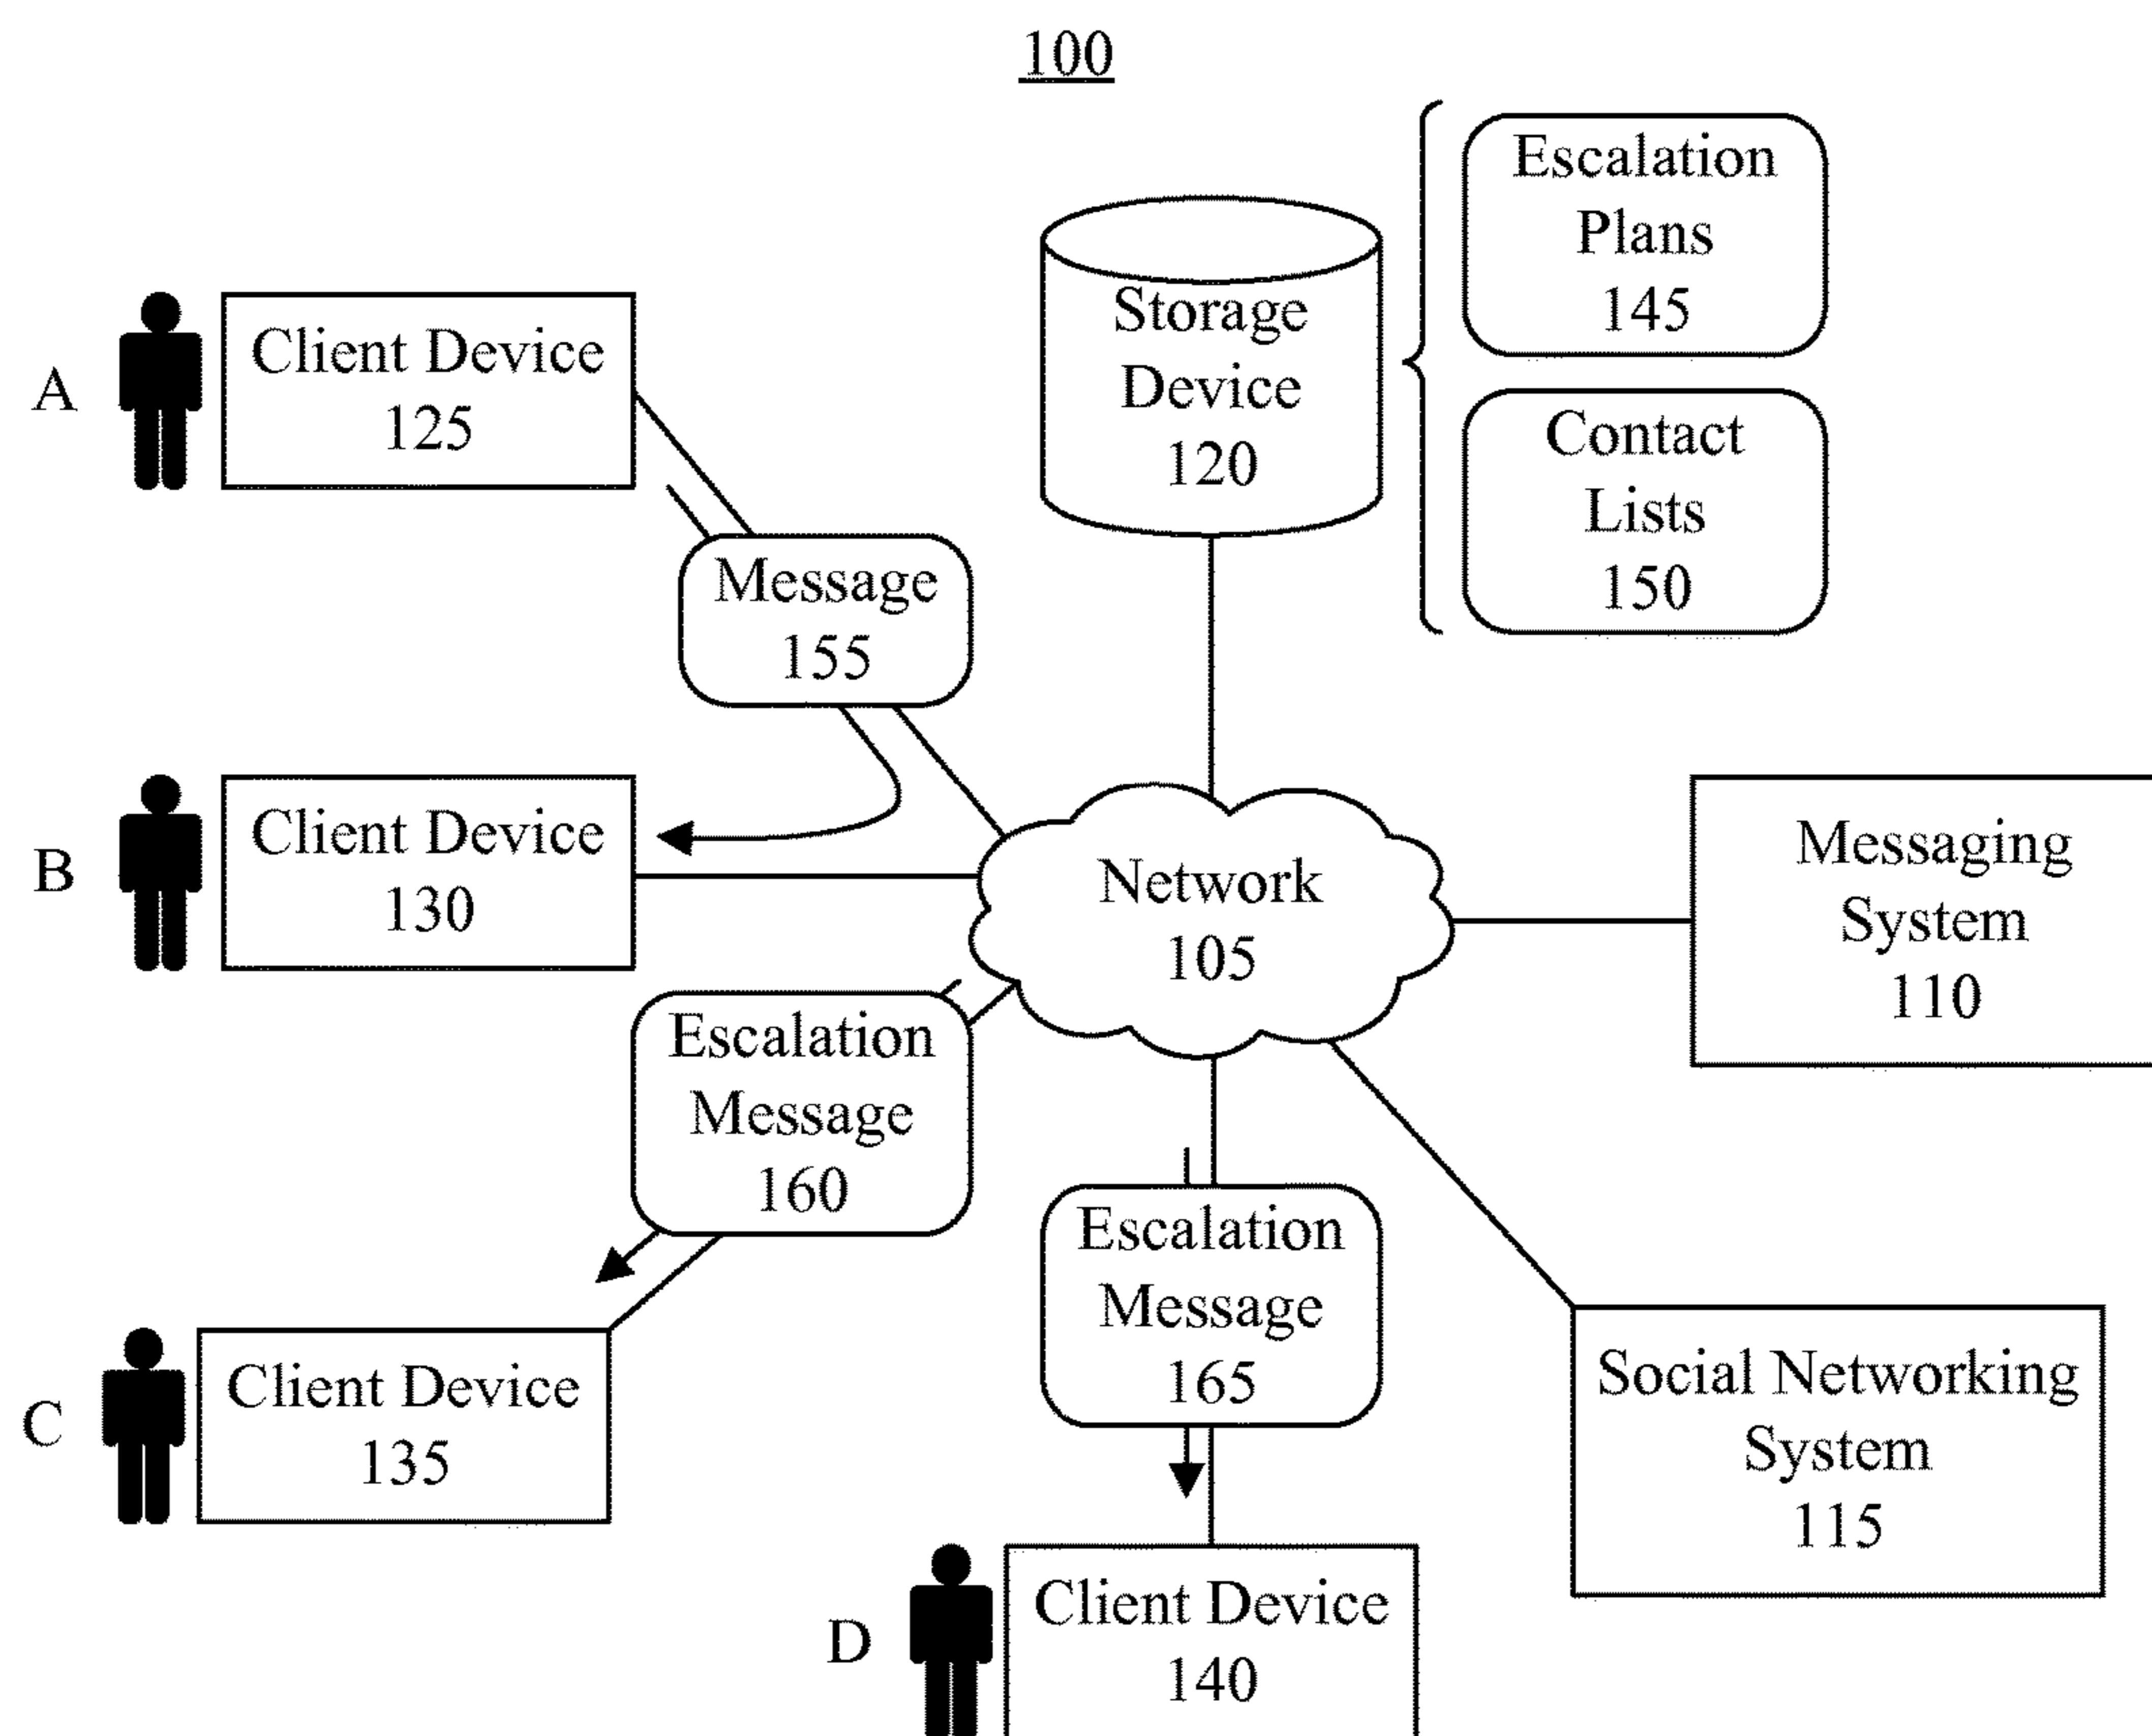 100
Escalation
Plans
145
Storage
Device
120
Contact
Lists
150
A
Client Device
125
Message
155
B
Client Device
130
Network
105
Messaging
System
110
Escalation
Message
160
Escalation
Message
165
C
Client Device
135
Social Networking
System
115
D
Client Device
140